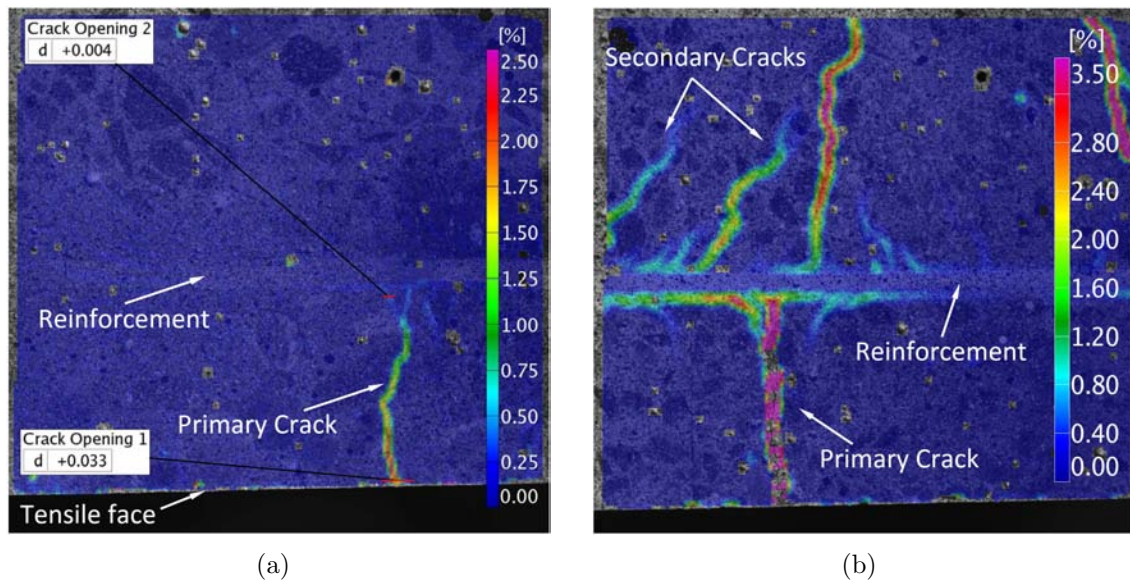 Crack Opening 2
d +0.004
[%]
2.50
2.25
2.00
1.75
1.50
1.25
1.00
0.75
0.50
0.25
0.00
Reinforcement
Primary Crack
Crack Opening 1
d +0.033
Tensile face
(a)
[%]
3.50
2.80
2.40
2.00
1.60
1.20
0.80
0.40
0.00
Secondary Cracks
Reinforcement
Primary Crack
(b)